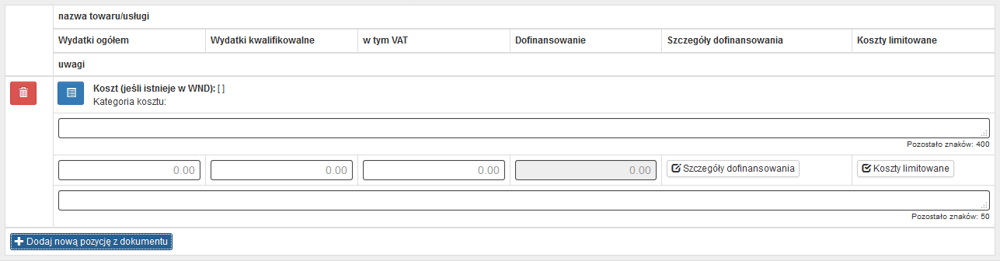 nazwa towaru/usługi
Wydatki ogółem Wydatki kwalifikowalne w tym VAT Dofinansowanie Szczegóły dofinansowania Koszty limitowane
uwagi
Koszt (jeśli istnieje w WND): [ ]
Kategoria kosztu:
Pozostało znaków: 400
0.00 0.00 0.00 0.00 Szczegóły dofinansowania Koszty limitowane
Pozostało znaków: 50
Dodaj nową pozycję z dokumentu